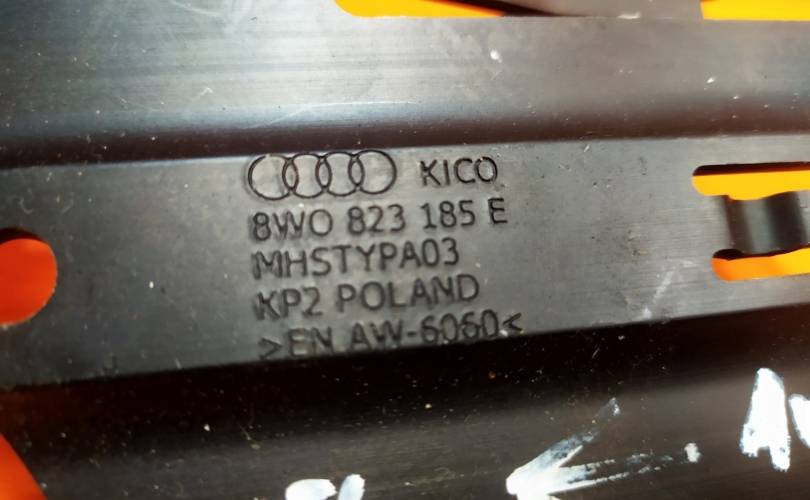 KICO
8W0 823 185 E
MHSTYPA03
KP2 POLAND
>EN AW-6060<